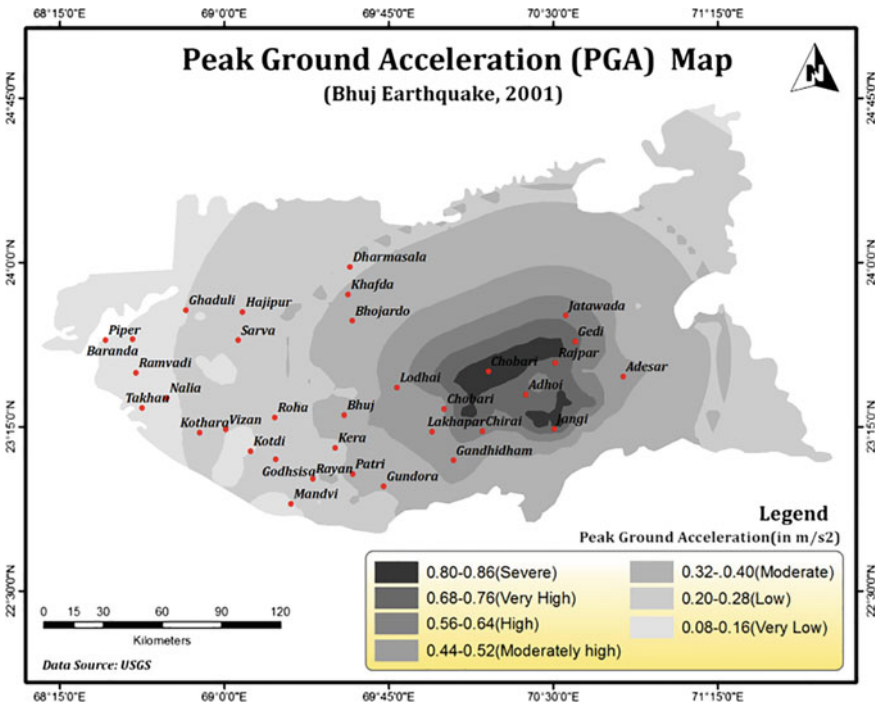 68°15'0"E 69°0'0"E 69°45'0"E 70°30'0"E 71°15'0"E
Peak Ground Acceleration (PGA) Map
(Bhuj Earthquake, 2001)
N
24°45'0"N
24°45'0"N
Dharmasala
24°0'0"N
24°0'0"N
Khafda
Ghaduli
Hajipur
Bhojardo
Jatawada
Piper
Sarva
Gedi
Baranda
Rajpar
Chobari
Ramvadi
Adesar
Lodhai
Adhoi
Nalia
Takhau
Chobari
Roha
Bhuj
Kotharg
Vizan
Lakhapar
Chirai
Jangi
23°15'0"N
23°15'0"N
Kotdi
Kera
Gandhidham
Godhsisa
Rayan
Patri
Gundora
Mandvi
Legend
Peak Ground Acceleration(in m/s2)
0.80-0.86(Severe)
0.68-0.76(Very High)
0.56-0.64(High)
0.44-0.52(Moderately high)
0.32-.0.40(Moderate)
0.20-0.28(Low)
0.08-0.16(Very Low)
22°30'0"N
22°30'0"N
0 15 30 60 90 120
Kilometers
Data Source: USGS
68°15'0"E 69°0'0"E 69°45'0"E 70°30'0"E 71°15'0"E